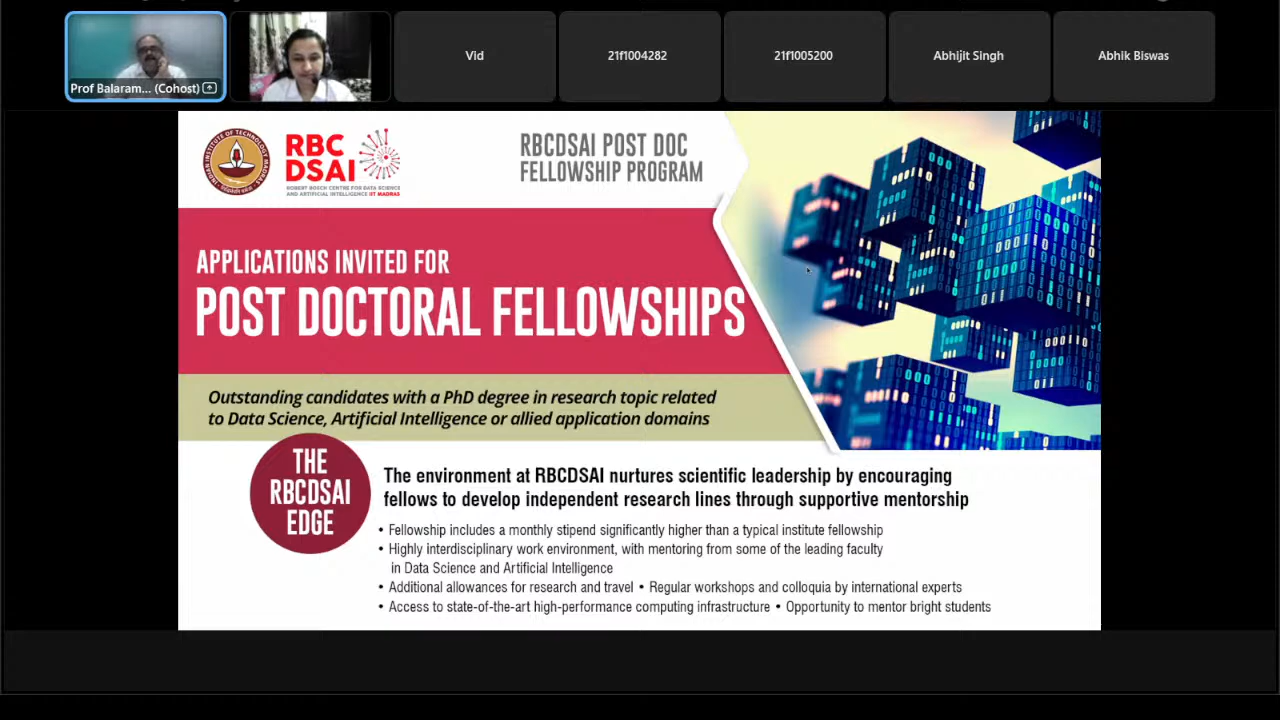 Prof Balaram... (Cohost)
Vid
21f1004282
21f1005200
Abhijit Singh
Abhik Biswas
INDIAN INSTITUTE OF TECHNOLOGY MADRAS
RBC
DSAI
ROBERT BOSCH CENTRE FOR DATA SCIENCE
AND ARTIFICIAL INTELLIGENCE IIT MADRAS
RBCDSAI POST DOC
FELLOWSHIP PROGRAM
APPLICATIONS INVITED FOR
POST DOCTORAL FELLOWSHIPS
Outstanding candidates with a PhD degree in research topic related
to Data Science, Artificial Intelligence or allied application domains
THE
RBCDSAI
EDGE
The environment at RBCDSAI nurtures scientific leadership by encouraging
fellows to develop independent research lines through supportive mentorship
• Fellowship includes a monthly stipend significantly higher than a typical institute fellowship
• Highly interdisciplinary work environment, with mentoring from some of the leading faculty
in Data Science and Artificial Intelligence
• Additional allowances for research and travel • Regular workshops and colloquia by international experts
• Access to state-of-the-art high-performance computing infrastructure • Opportunity to mentor bright students